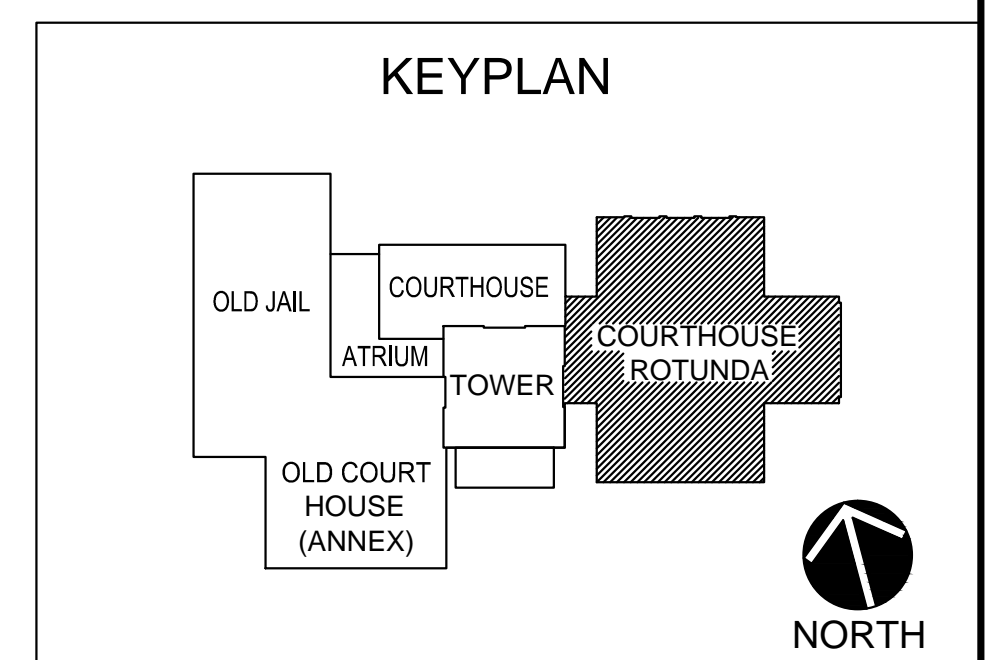 KEYPLAN
OLD JAIL
COURTHOUSE
ATRIUM
TOWER
COURTHOUSE
ROTUNDA
OLD COURT
HOUSE
(ANNEX)
NORTH